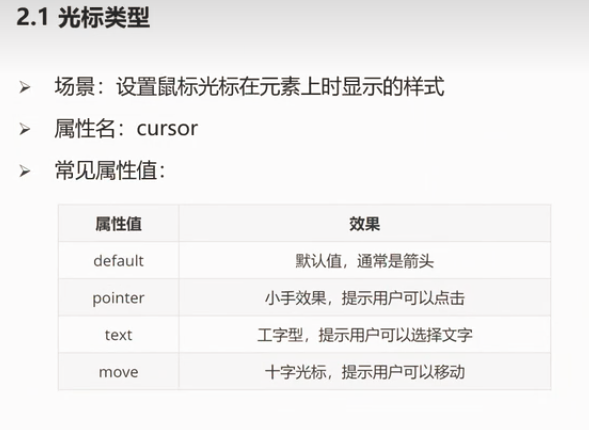 2.1 光标类型
➢ 场景：设置鼠标光标在元素上时显示的样式
➢ 属性名：cursor
➢ 常见属性值：
属性值 效果
default 默认值，通常是箭头
pointer 小手效果，提示用户可以点击
text 工字型，提示用户可以选择文字
move 十字光标，提示用户可以移动